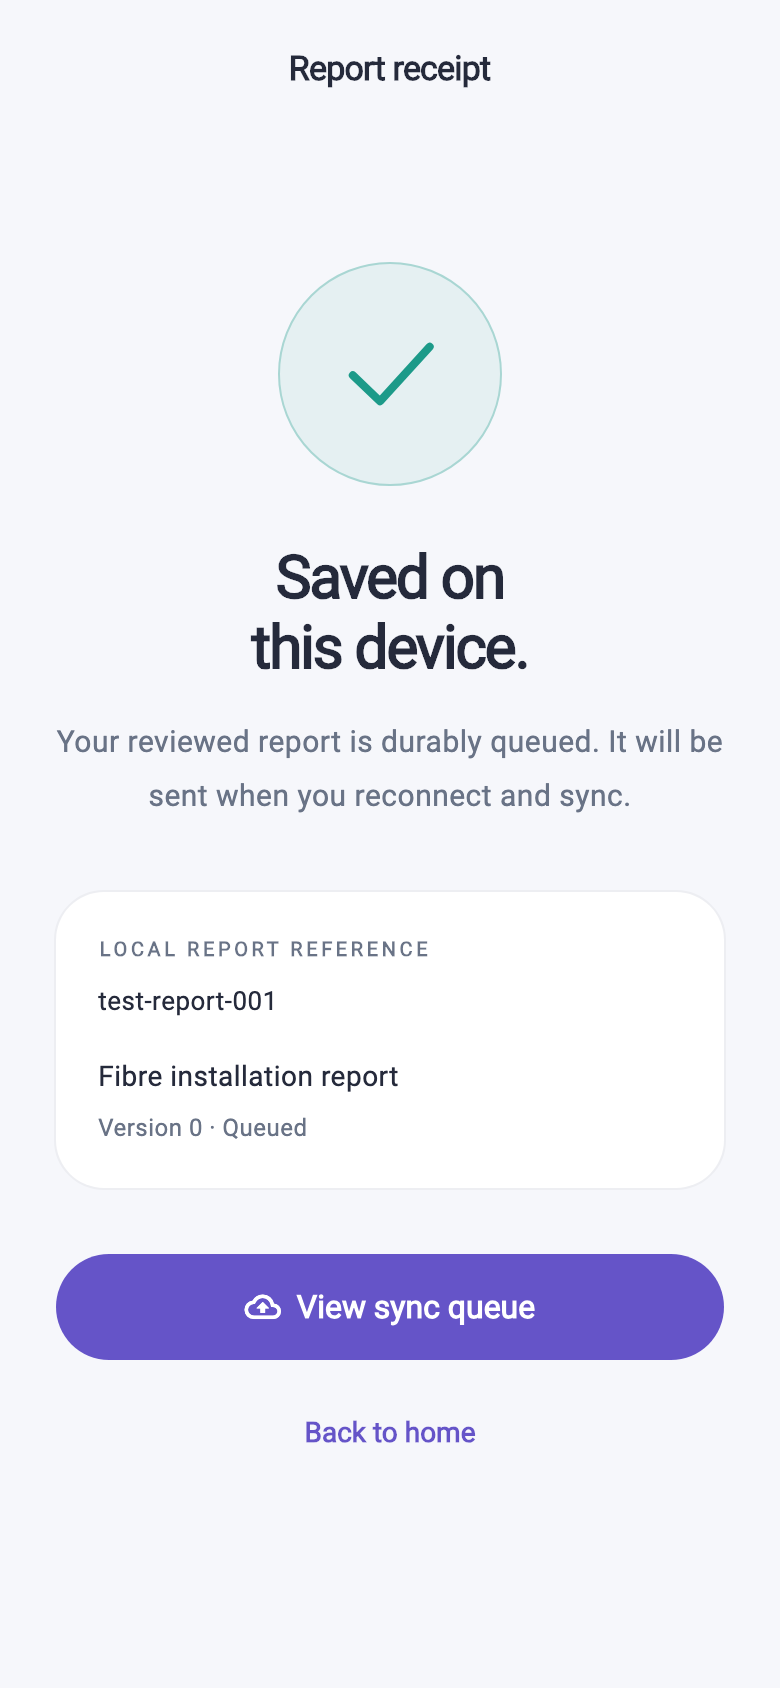 Report receipt
Saved on
this device.
Your reviewed report is durably queued. It will be
sent when you reconnect and sync.
LOCAL REPORT REFERENCE
test-report-001
Fibre installation report
Version 0 · Queued
View sync queue
Back to home